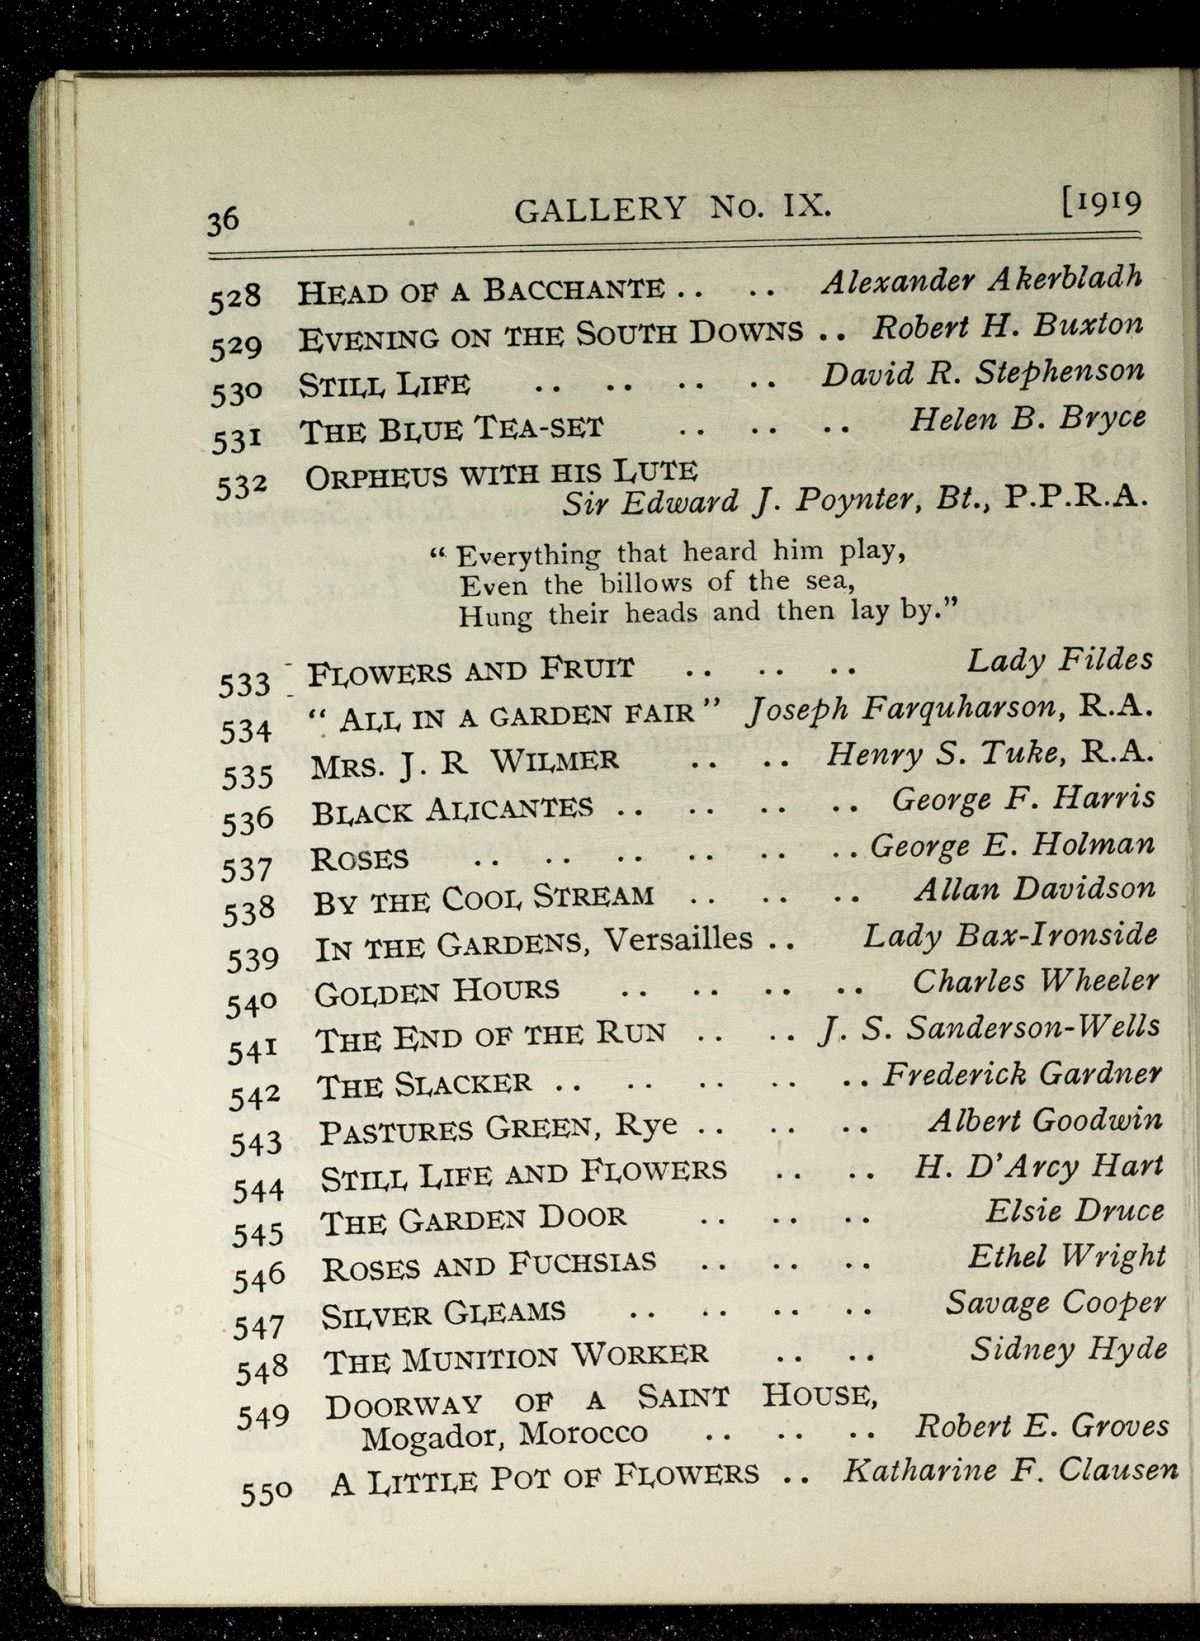 36 GALLERY No. IX. [1919
528 HEAD OF A BACCHANTE .. .. Alexander Akerbladh
529 EVENING ON THE SOUTH DOWNS .. Robert H. Buxton
530 STILL LIFE .. .. .. .. David R. Stephenson
531 THE BLUE TEA-SET .. .. .. Helen B. Bryce
532 ORPHEUS WITH HIS LUTE
Sir Edward J. Poynter, Bt., P.P.R.A.
“ Everything that heard him play,
Even the billows of the sea,
Hung their heads and then lay by.”
533 FLOWERS AND FRUIT .. .. .. Lady Fildes
534 “ ALL IN A GARDEN FAIR ” Joseph Farquharson, R.A.
535 MRS. J. R WILMER .. .. Henry S. Tuke, R.A.
536 BLACK ALICANTES .. .. .. .. George F. Harris
537 ROSES .. .. .. .. .. .. George E. Holman
538 BY THE COOL STREAM .. .. .. Allan Davidson
539 IN THE GARDENS, Versailles .. Lady Bax-Ironside
540 GOLDEN HOURS .. .. .. .. Charles Wheeler
541 THE END OF THE RUN .. .. J. S. Sanderson-Wells
542 THE SLACKER .. .. .. .. .. Frederick Gardner
543 PASTURES GREEN, Rye .. .. .. Albert Goodwin
544 STILL LIFE AND FLOWERS .. .. H. D’Arcy Hart
545 THE GARDEN DOOR .. .. .. Elsie Druce
546 ROSES AND FUCHSIAS .. .. .. Ethel Wright
547 SILVER GLEAMS .. .. .. .. Savage Cooper
548 THE MUNITION WORKER .. .. Sidney Hyde
549 DOORWAY OF A SAINT HOUSE,
Mogador, Morocco .. .. .. Robert E. Groves
550 A LITTLE POT OF FLOWERS .. Katharine F. Clausen